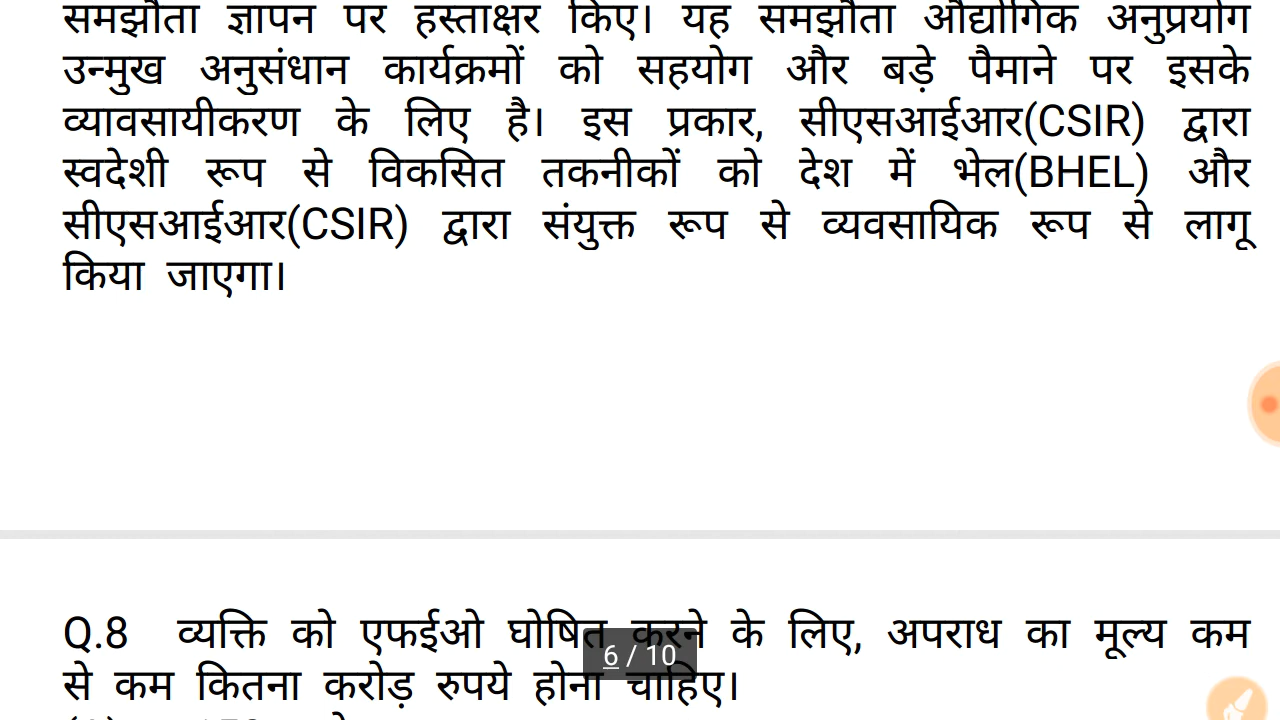 समझौता ज्ञापन पर हस्ताक्षर किए। यह समझौता औद्योगिक अनुप्रयोग
उन्मुख अनुसंधान कार्यक्रमों को सहयोग और बड़े पैमाने पर इसके
व्यावसायीकरण के लिए है। इस प्रकार, सीएसआईआर(CSIR) द्वारा
स्वदेशी रूप से विकसित तकनीकों को देश में भेल(BHEL) और
सीएसआईआर(CSIR) द्वारा संयुक्त रूप से व्यवसायिक रूप से लागू
किया जाएगा।
Q.8 व्यक्ति को एफईओ घोषित करने के लिए, अपराध का मूल्य कम
से कम कितना करोड़ रुपये होना चाहिए।
6 / 10